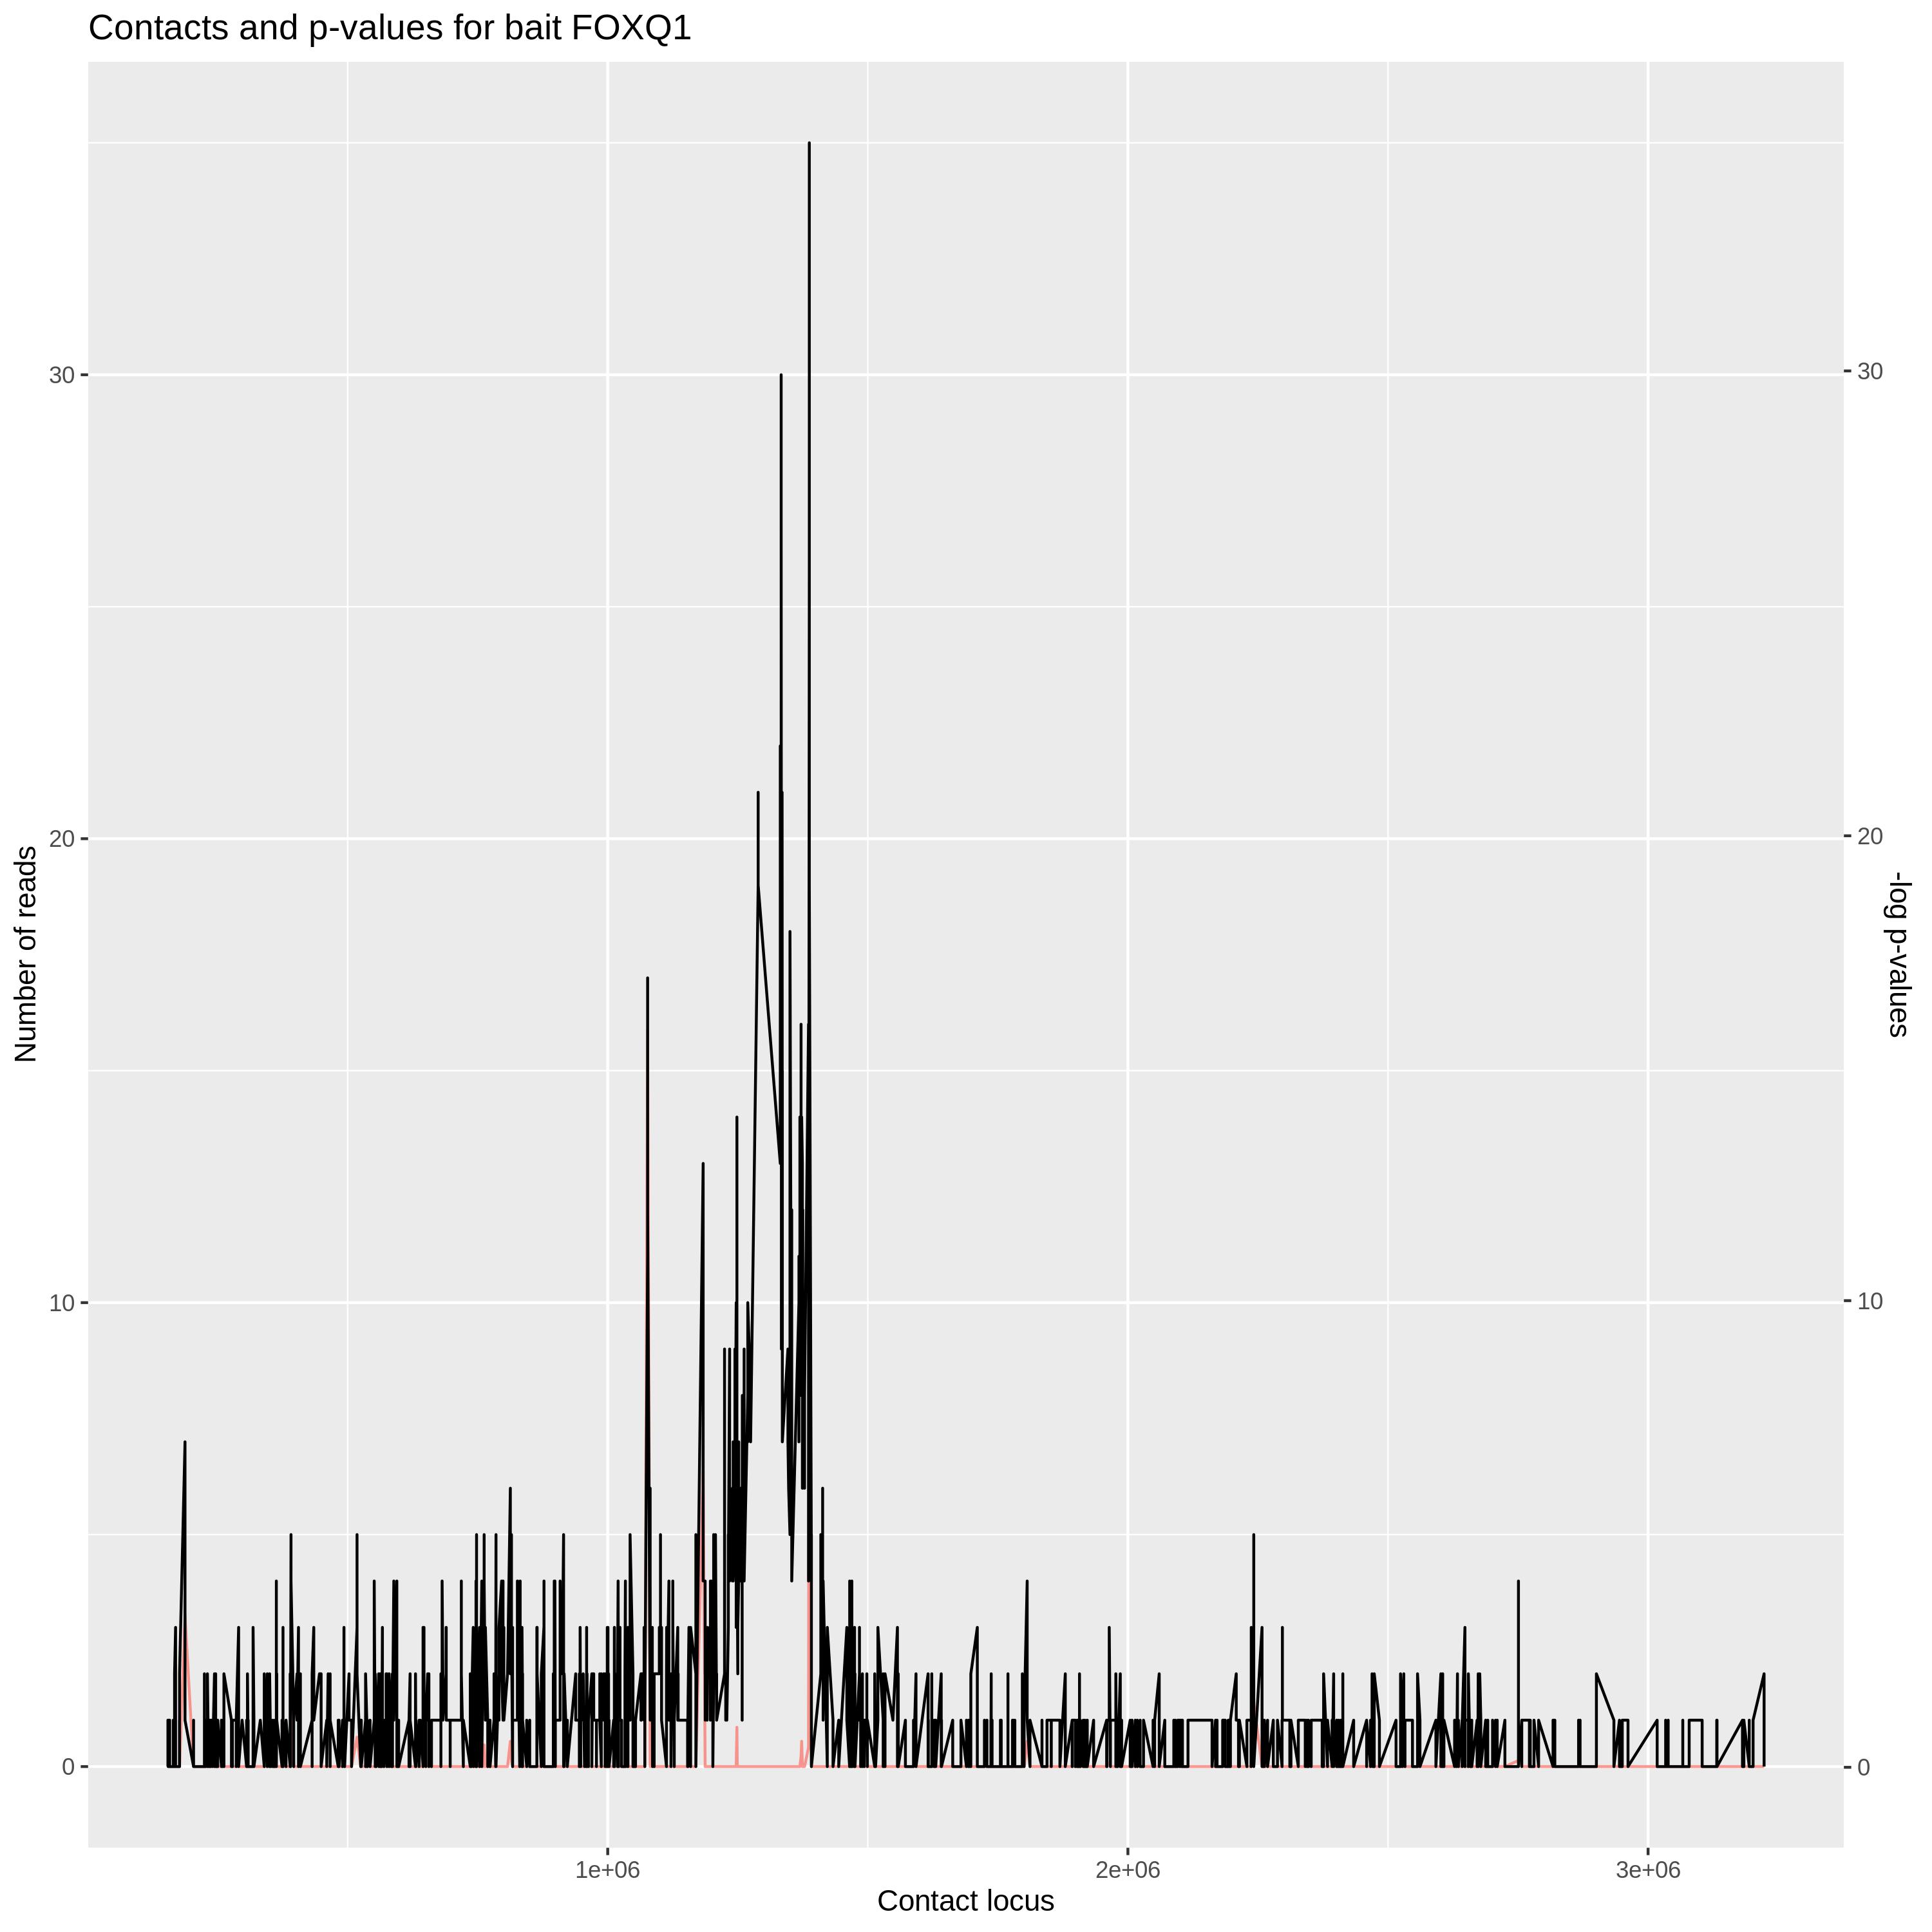 Contacts and p-values for bait FOXQ1
30
20
10
0
Number of reads
30
20
10
0
-log p-values
1e+06
2e+06
3e+06
Contact locus